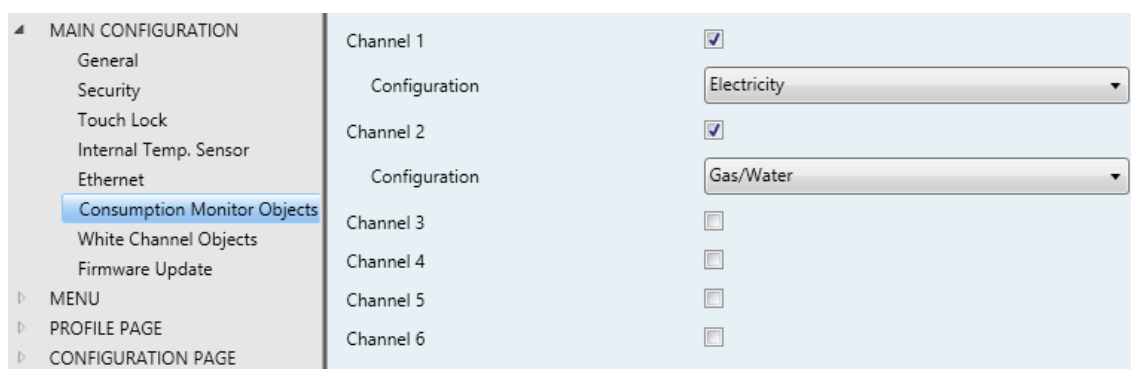 MAIN CONFIGURATION
General
Security
Touch Lock
Internal Temp. Sensor
Ethernet
Consumption Monitor Objects
White Channel Objects
Firmware Update
MENU
PROFILE PAGE
CONFIGURATION PAGE
Channel 1
Configuration
Electricity
Channel 2
Configuration
Gas/Water
Channel 3
Channel 4
Channel 5
Channel 6